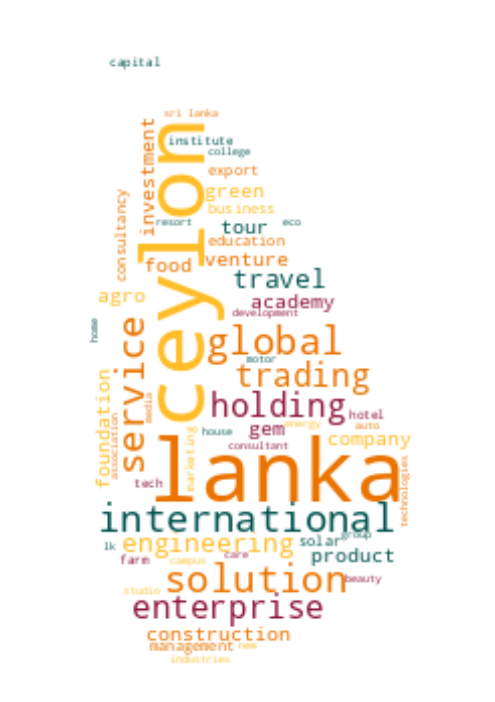 capital
sri lanka
institute
college
investment
ceylon
export
green
business
consultancy
resort
tour
eco
education
food
venture
travel
agro
academy
development
home
service
global
motor
trading
foundation
association
media
holding
hotel
gem
auto
energy
house
company
marketing
consultant
lanka
technologies
tech
international
lk
engineering
solar
group
product
farm
care
campus
solution
beauty
studio
enterprise
construction
management
new
industries